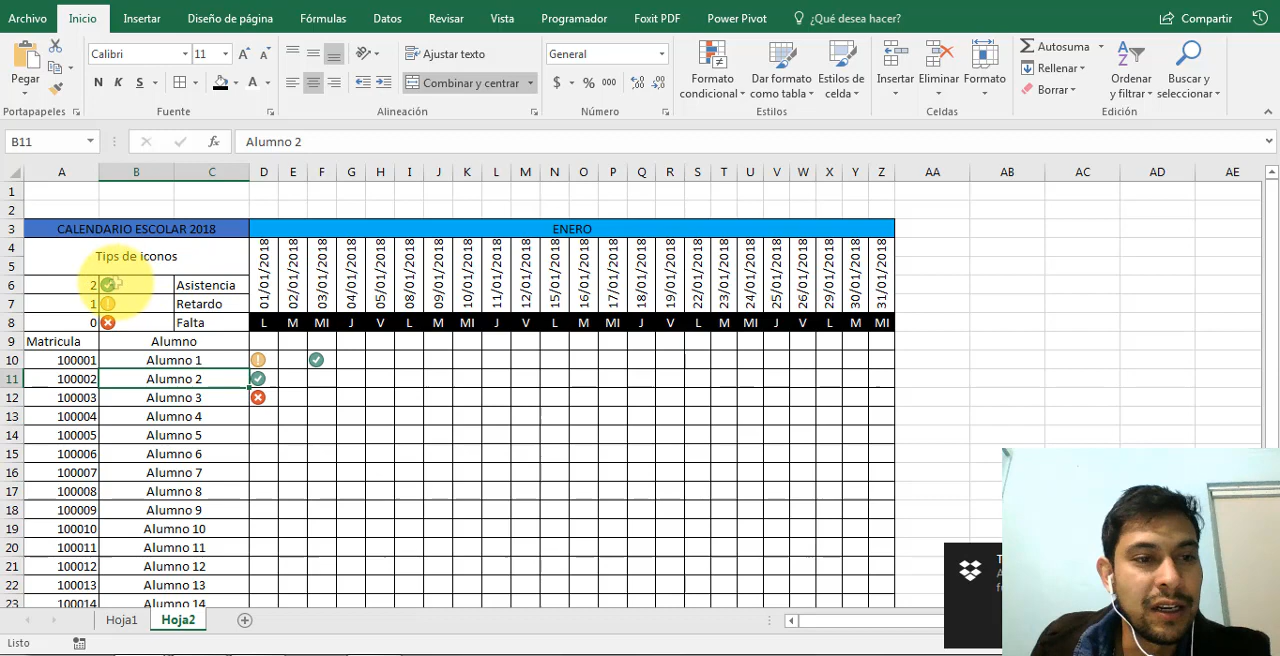 Archivo Inicio Insertar Diseño de página Fórmulas Datos Revisar Vista Programador Foxit PDF Power Pivot ¿Qué desea hacer? Compartir
Pegar Calibri 11 Ajustar texto General Formato condicional Dar formato como tabla Estilos de celda Insertar Eliminar Formato Autosuma Ordenar y filtrar Buscar y seleccionar
N K S A Combinar y centrar $ % 000 Rellenar
Borrar
Portapapeles Fuente Alineación Número Estilos Celdas Edición
B11 fx Alumno 2
A B C D E F G H I J K L M N O P Q R S T U V W X Y Z AA AB AC AD AE
1
2
3 CALENDARIO ESCOLAR 2018 ENERO
4 Tips de iconos 01/01/2018 02/01/2018 03/01/2018 04/01/2018 05/01/2018 08/01/2018 09/01/2018 10/01/2018 11/01/2018 12/01/2018 15/01/2018 16/01/2018 17/01/2018 18/01/2018 19/01/2018 22/01/2018 23/01/2018 24/01/2018 25/01/2018 26/01/2018 29/01/2018 30/01/2018 31/01/2018
5
6 2 Asistencia
7 1 Retardo
8 0 Falta L M MI J V L M MI J V L M MI J V L M MI J V L M MI
9 Matricula Alumno
10 100001 Alumno 1
11 100002 Alumno 2
12 100003 Alumno 3
13 100004 Alumno 4
14 100005 Alumno 5
15 100006 Alumno 6
16 100007 Alumno 7
17 100008 Alumno 8
18 100009 Alumno 9
19 100010 Alumno 10
20 100011 Alumno 11
21 100012 Alumno 12
22 100013 Alumno 13
23 100014 Alumno 14
Hoja1 Hoja2
Listo